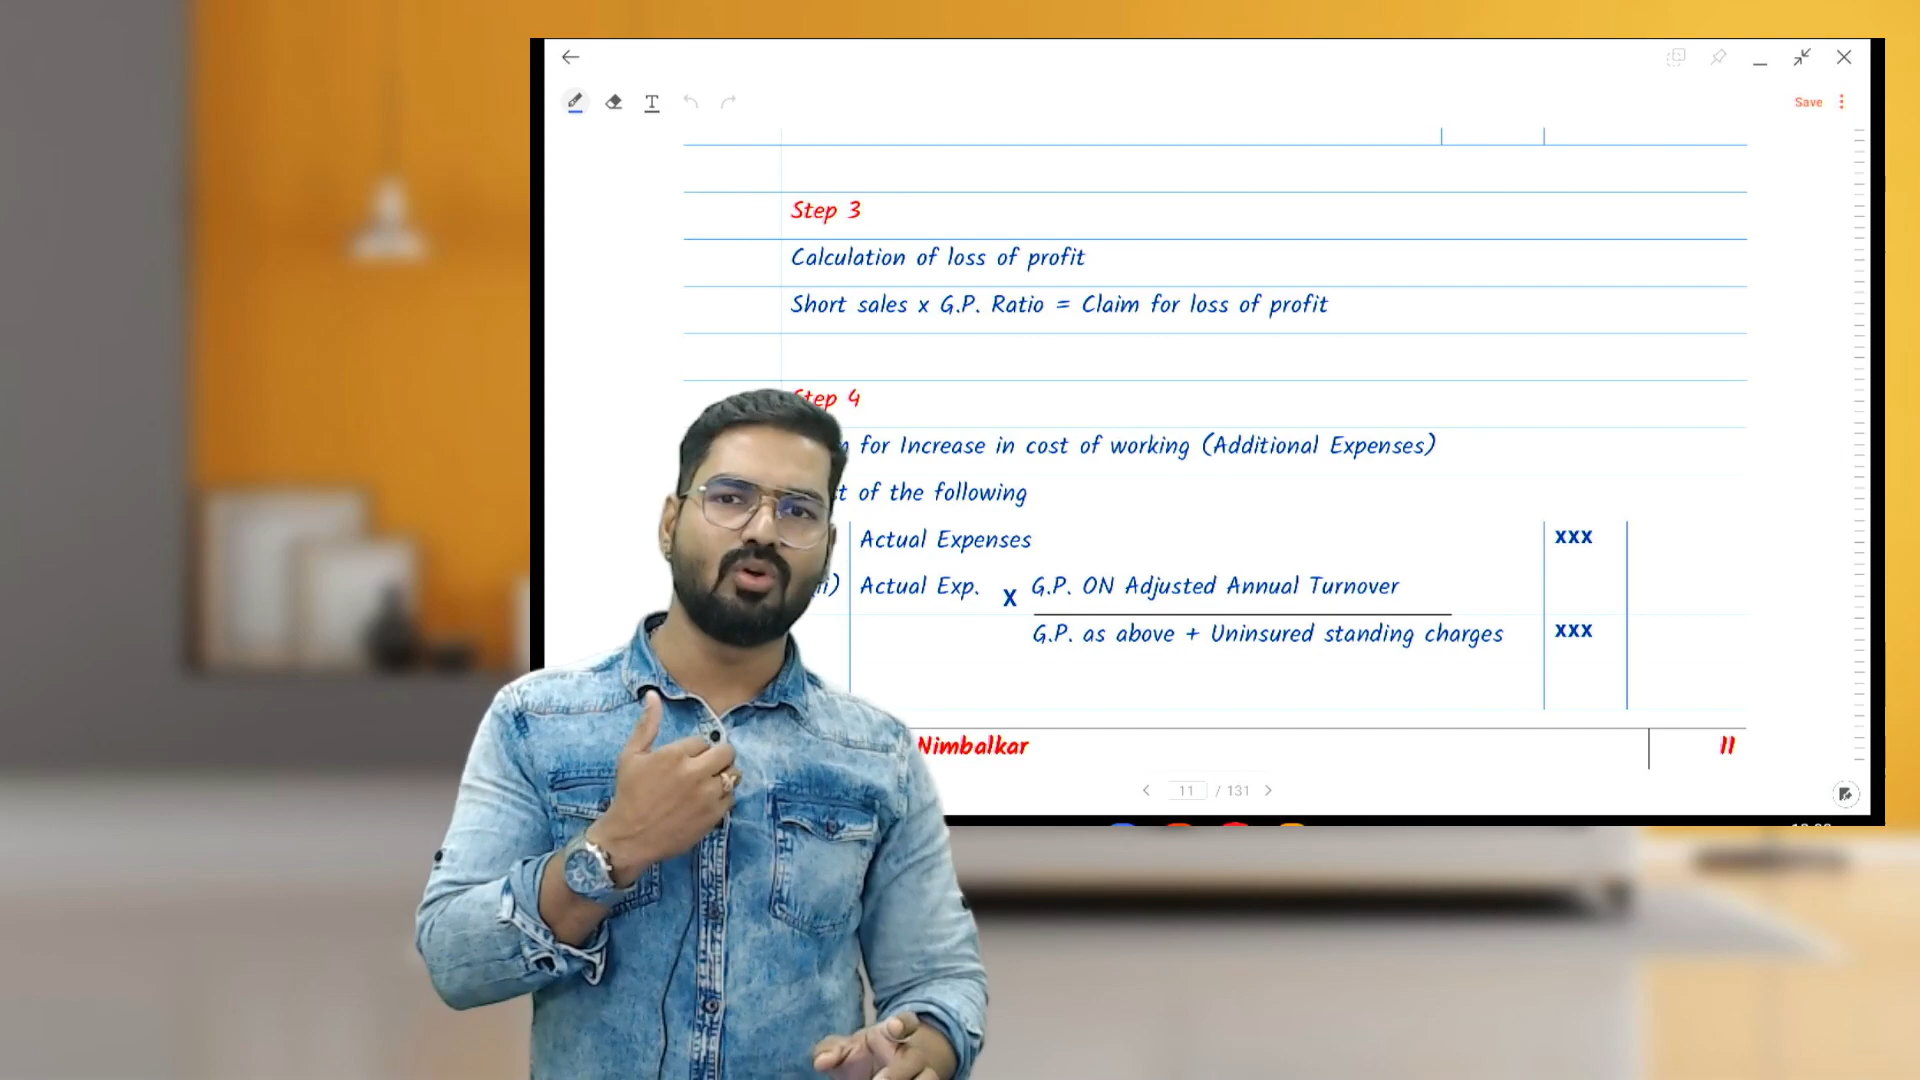 Save
Step 3
Calculation of loss of profit
Short sales x G.P. Ratio = Claim for loss of profit
Step 4
for Increase in cost of working (Additional Expenses)
of the following
Actual Expenses xxx
(ii) Actual Exp. X G.P. ON Adjusted Annual Turnover
G.P. as above + Uninsured standing charges xxx
Nimbalkar 11
11 / 131